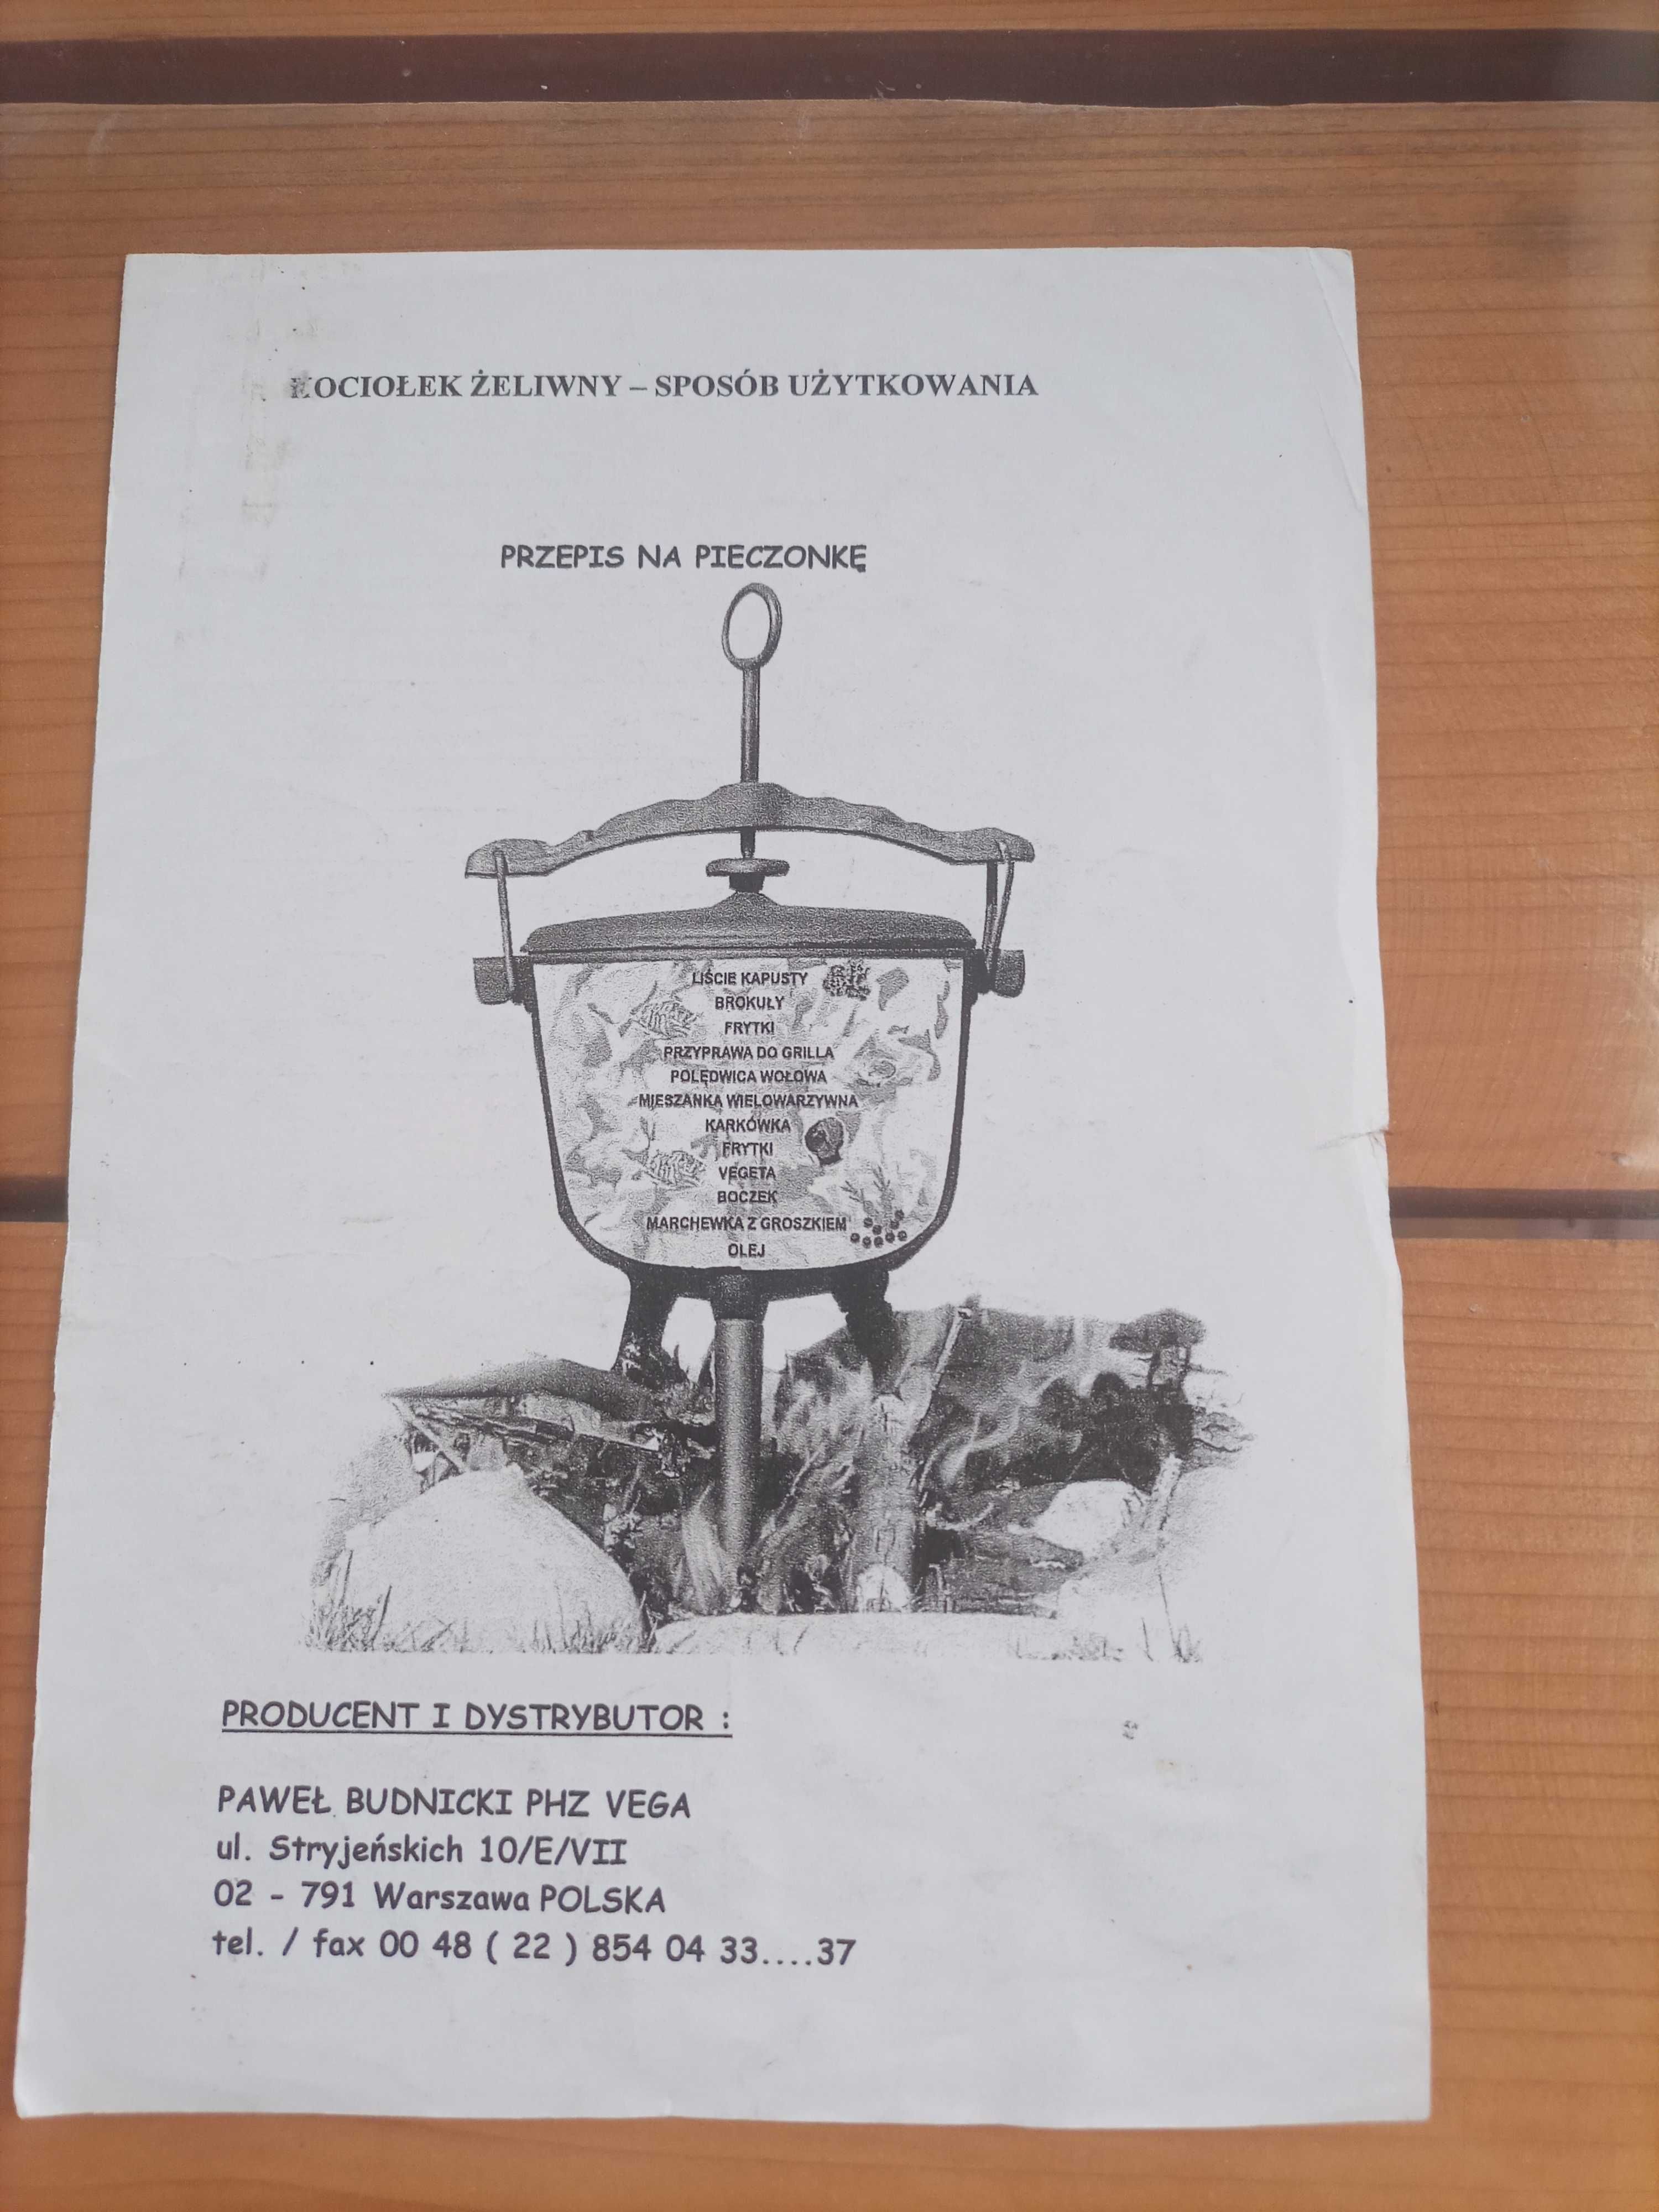 KOCIOŁEK ŻELIWNY – SPOSÓB UŻYTKOWANIA
PRZEPIS NA PIECZONKĘ
LIŚCIE KAPUSTY
BROKUŁY
FRYTKI
PRZYPRAWA DO GRILLA
POLĘDWICA WOŁOWA
MIESZANKA WIELOWARZYWNA
KARKÓWKA
FRYTKI
VEGETA
BOCZEK
MARCHEWKA Z GROSZKIEM
OLEJ
PRODUCENT I DYSTRYBUTOR :
PAWEŁ BUDNICKI PHZ VEGA
ul. Stryjeńskich 10/E/VII
02 - 791 Warszawa POLSKA
tel. / fax 00 48 ( 22 ) 854 04 33....37